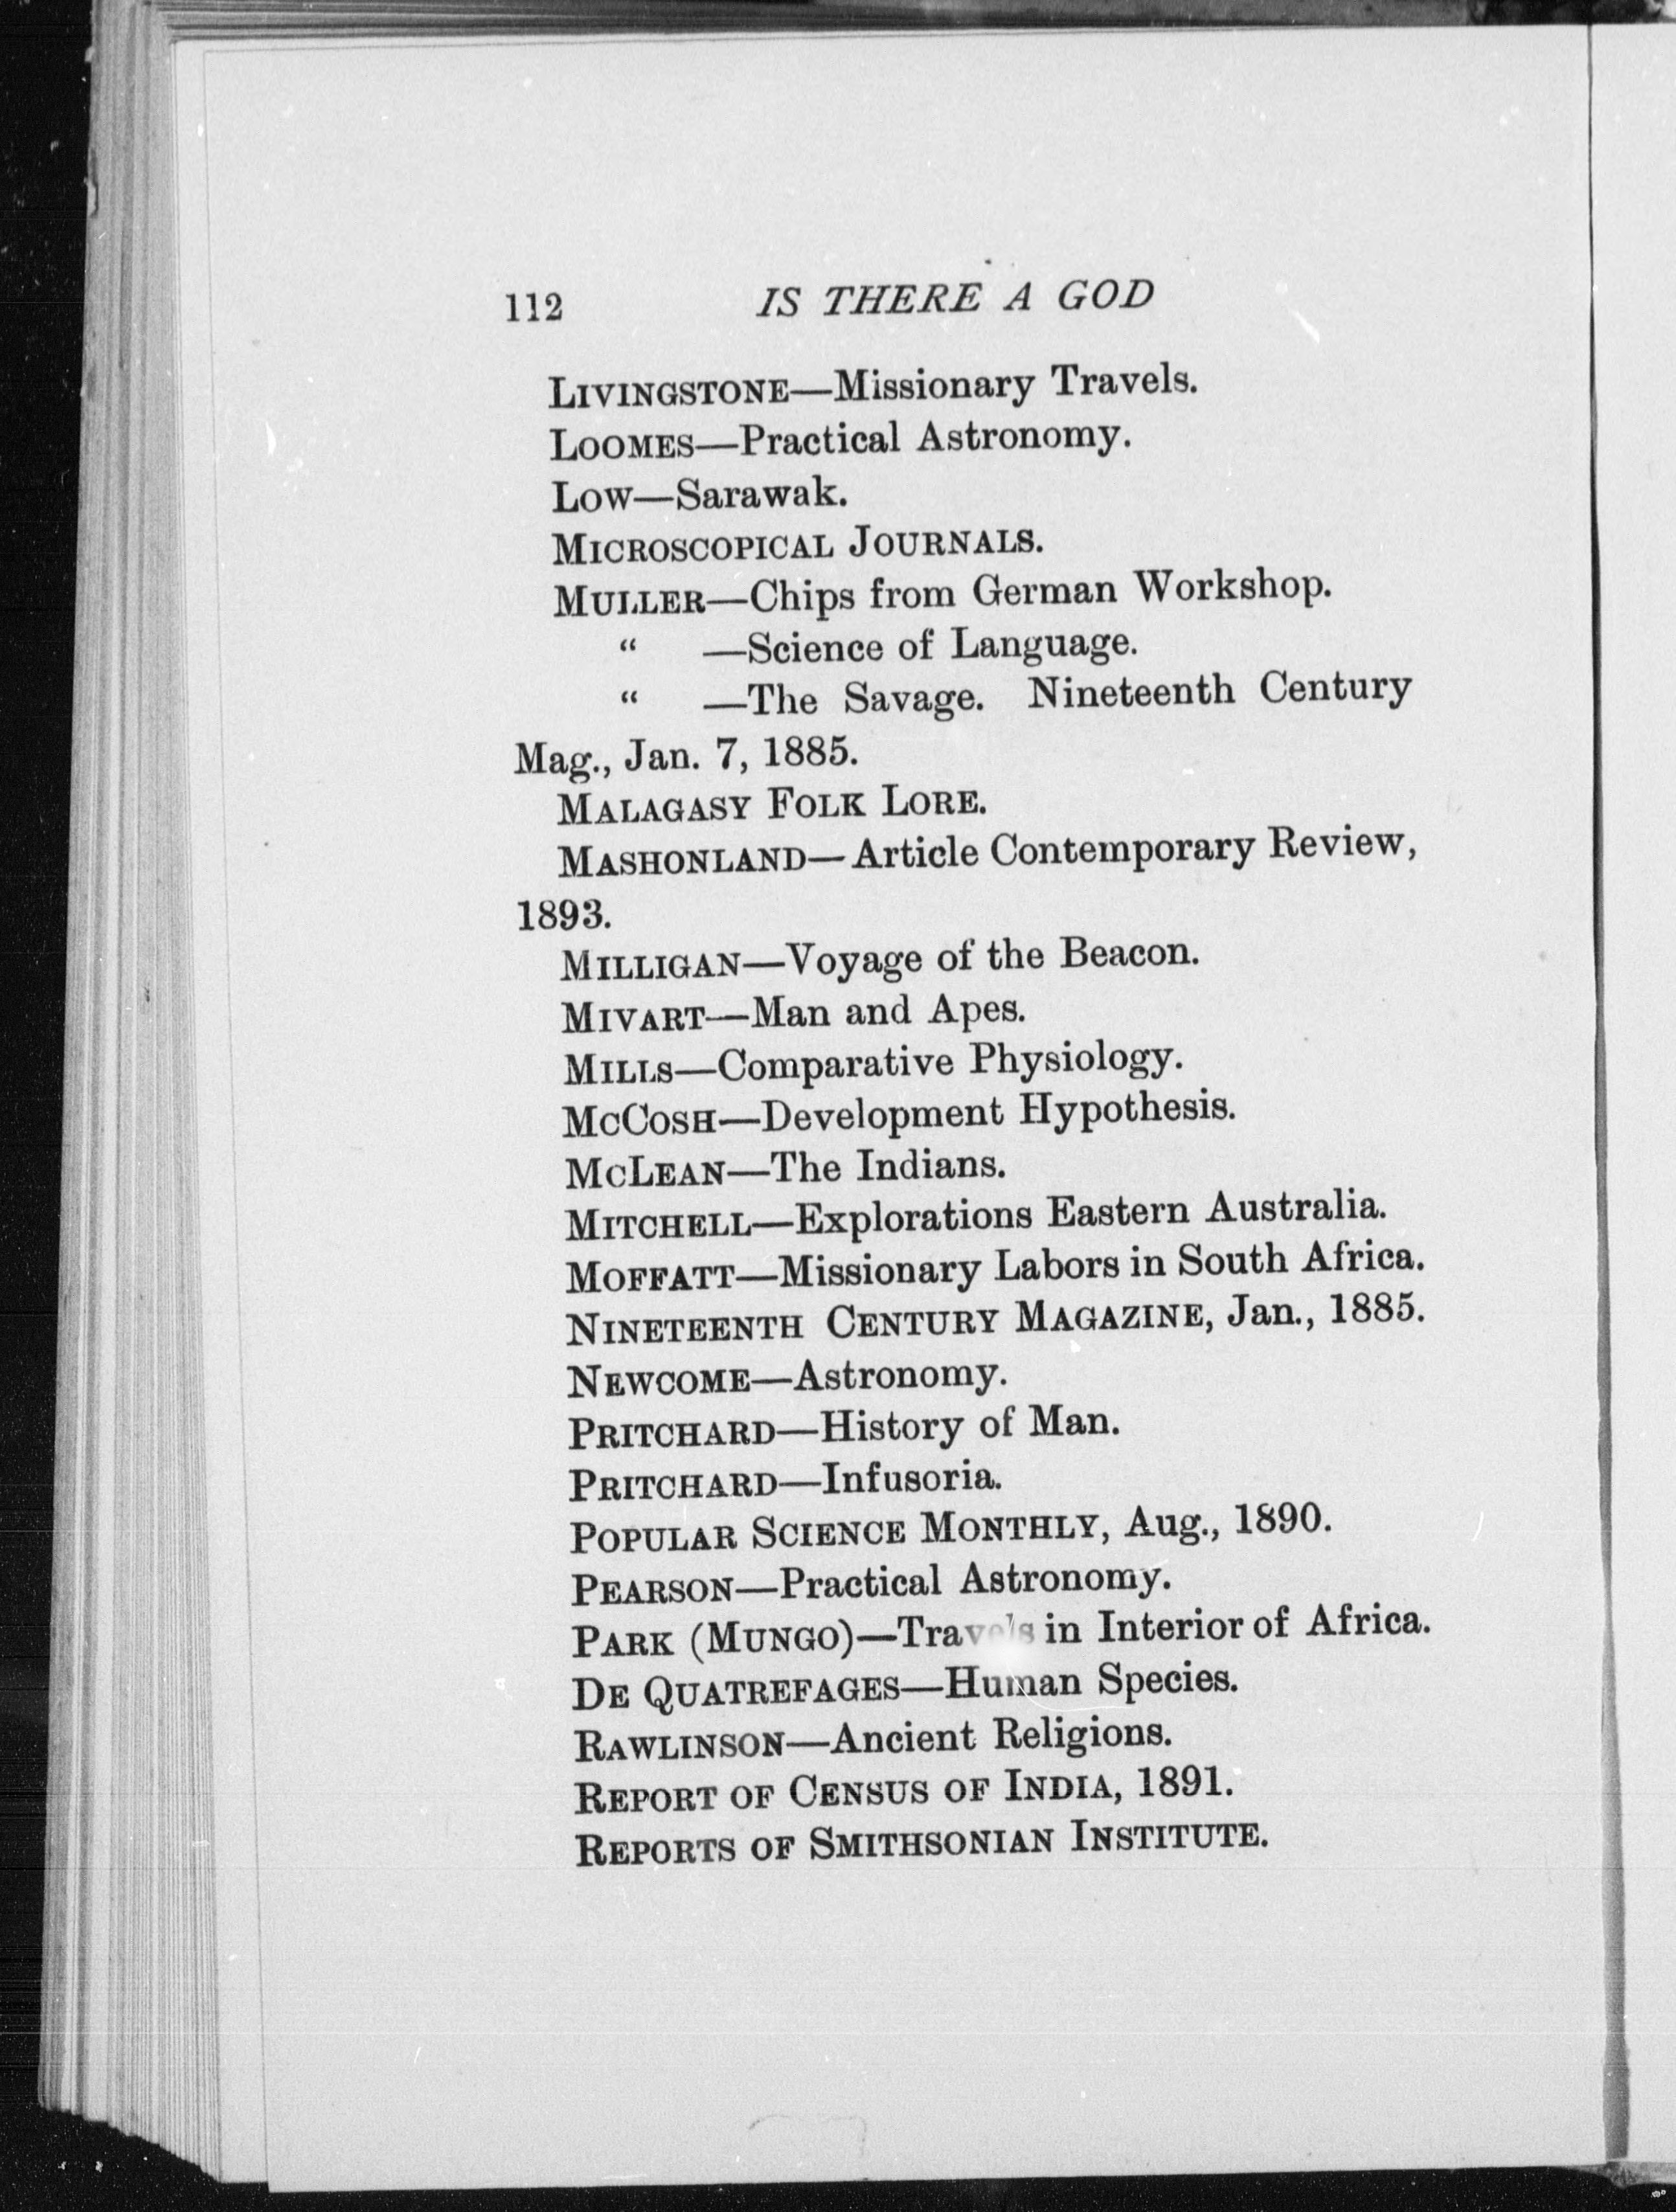 112 IS THERE A GOD
LIVINGSTONE—Missionary Travels.
LOOMES—Practical Astronomy.
LOW—Sarawak.
MICROSCOPICAL JOURNALS.
MULLER—Chips from German Workshop.
“ —Science of Language.
“ —The Savage. Nineteenth Century
Mag., Jan. 7, 1885.
MALAGASY FOLK LORE.
MASHONLAND—Article Contemporary Review,
1893.
MILLIGAN—Voyage of the Beacon.
MIVART—Man and Apes.
MILLS—Comparative Physiology.
MCCOSH—Development Hypothesis.
MCLEAN—The Indians.
MITCHELL—Explorations Eastern Australia.
MOFFATT—Missionary Labors in South Africa.
NINETEENTH CENTURY MAGAZINE, Jan., 1885.
NEWCOME—Astronomy.
PRITCHARD—History of Man.
PRITCHARD—Infusoria.
POPULAR SCIENCE MONTHLY, Aug., 1890.
PEARSON—Practical Astronomy.
PARK (MUNGO)—Travels in Interior of Africa.
DE QUATREFAGES—Human Species.
RAWLINSON—Ancient Religions.
REPORT OF CENSUS OF INDIA, 1891.
REPORTS OF SMITHSONIAN INSTITUTE.